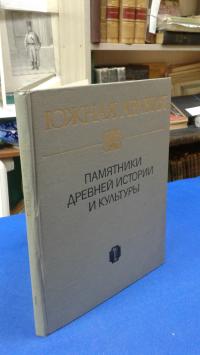 ЮЖНАЯ АРАВИЯ
ПАМЯТНИКИ
ДРЕВНЕЙ ИСТОРИИ
И КУЛЬТУРЫ